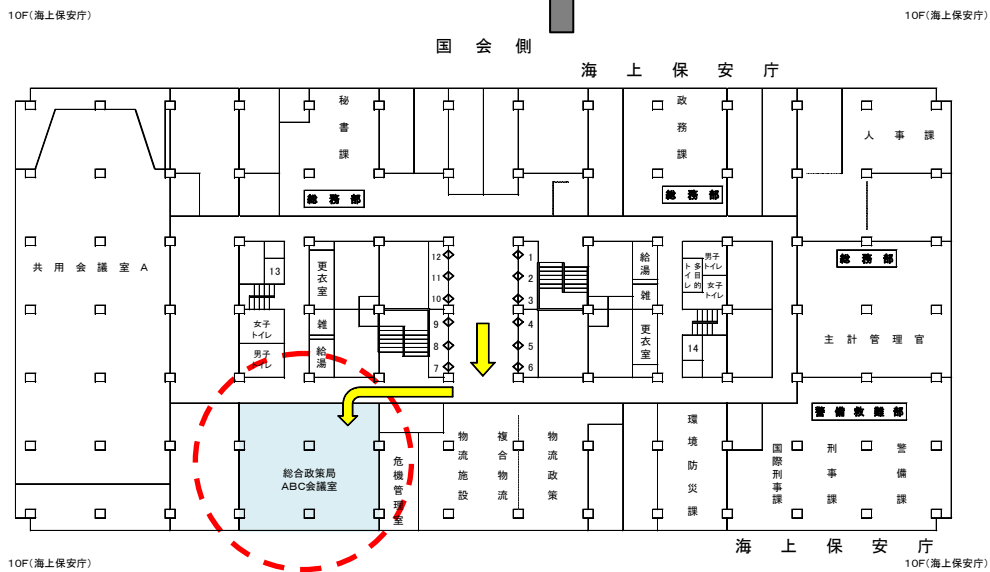 10F(海上保安庁)
10F(海上保安庁)
国会側
海上保安庁
秘書課
政務課
人事課
総務部
総務部
共用会議室A
13
更衣室
12
11
10
1
2
3
給湯
多目的トイレ
男子
トイレ
女子
トイレ
総務部
女子
トイレ
男子
トイレ
雑
給湯
9
8
7
4
5
6
雑
更衣室
14
主計管理官
警備救難部
総合政策局
ABC会議室
危機管理室
物流施設
複合物流
物流政策
環境防災課
国際刑事課
刑事課
警備課
海上保安庁
10F(海上保安庁)
10F(海上保安庁)